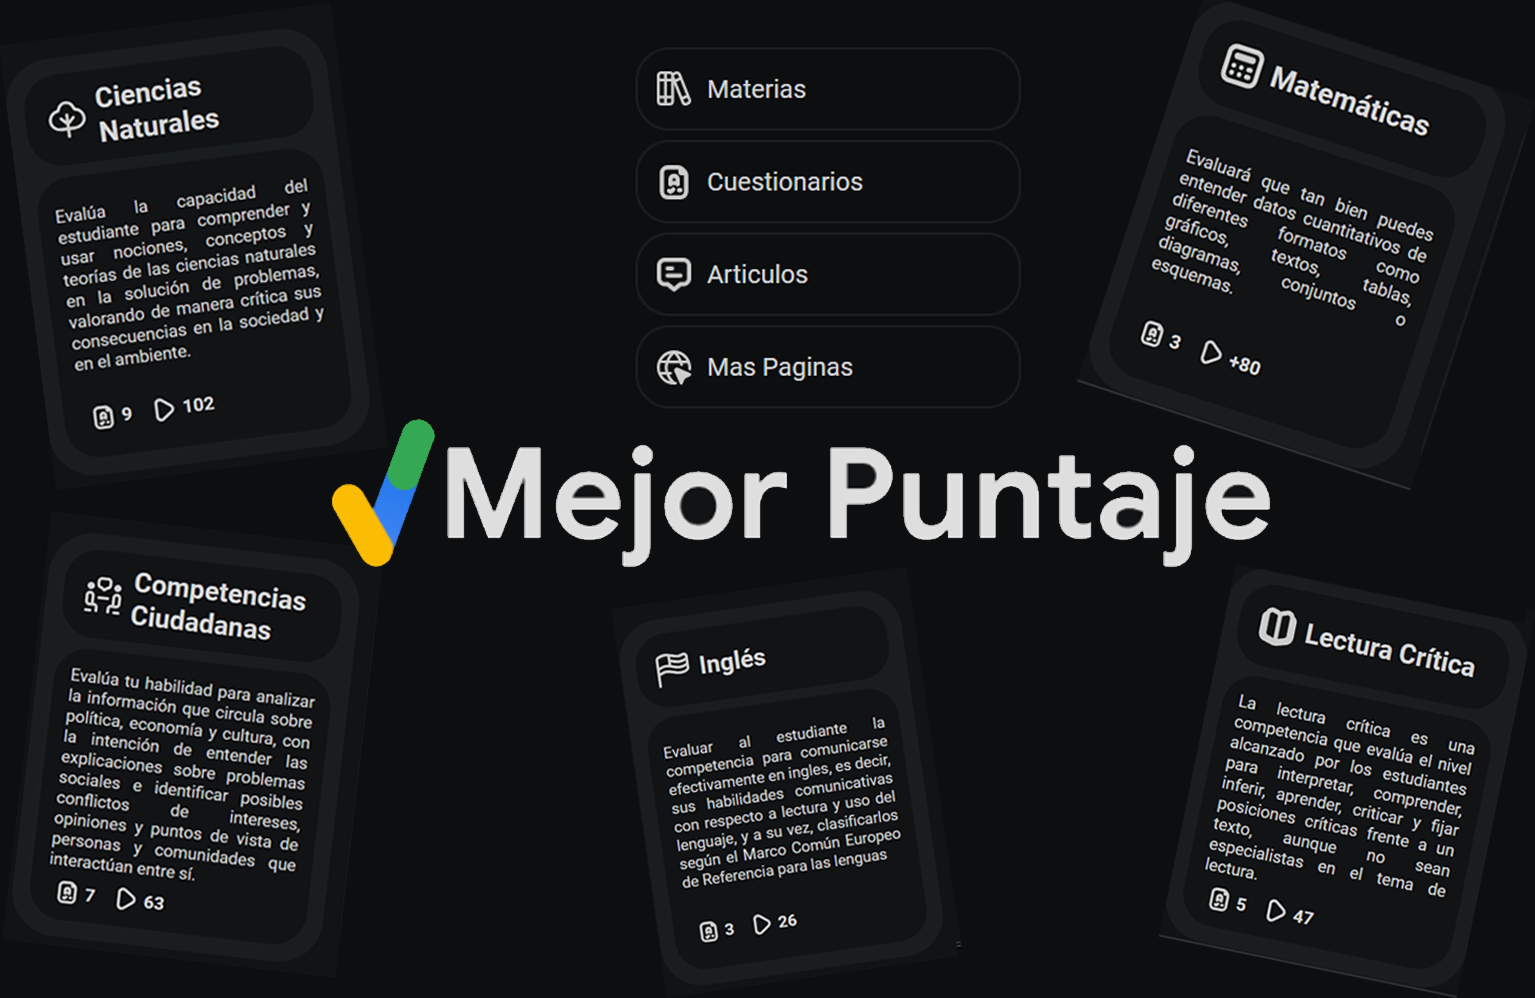 Ciencias
Naturales
Evalúa la capacidad del
estudiante para comprender y
usar nociones, conceptos y
teorías de las ciencias naturales
en la solución de problemas,
valorando de manera crítica sus
consecuencias en la sociedad y
en el ambiente.
9 102
Materias
Cuestionarios
Articulos
Mas Paginas
Matemáticas
Evaluará que tan bien puedes
entender datos cuantitativos de
diferentes formatos como
gráficos, textos, tablas,
diagramas, conjuntos o
esquemas.
3 +80
Mejor Puntaje
Competencias
Ciudadanas
Evalúa tu habilidad para analizar
la información que circula sobre
política, economía y cultura, con
la intención de entender las
explicaciones sobre problemas
sociales e identificar posibles
conflictos de intereses,
opiniones y puntos de vista de
personas y comunidades que
interactúan entre sí.
7 63
Inglés
Evaluar al estudiante la
competencia para comunicarse
efectivamente en ingles, es decir,
sus habilidades comunicativas
con respecto a lectura y uso del
lenguaje, y a su vez, clasificarlos
según el Marco Común Europeo
de Referencia para las lenguas
3 26
Lectura Crítica
La lectura crítica es una
competencia que evalúa el nivel
alcanzado por los estudiantes
para interpretar, comprender,
inferir, aprender, criticar y fijar
posiciones críticas frente a un
texto, aunque no sean
especialistas en el tema de
lectura.
5 47